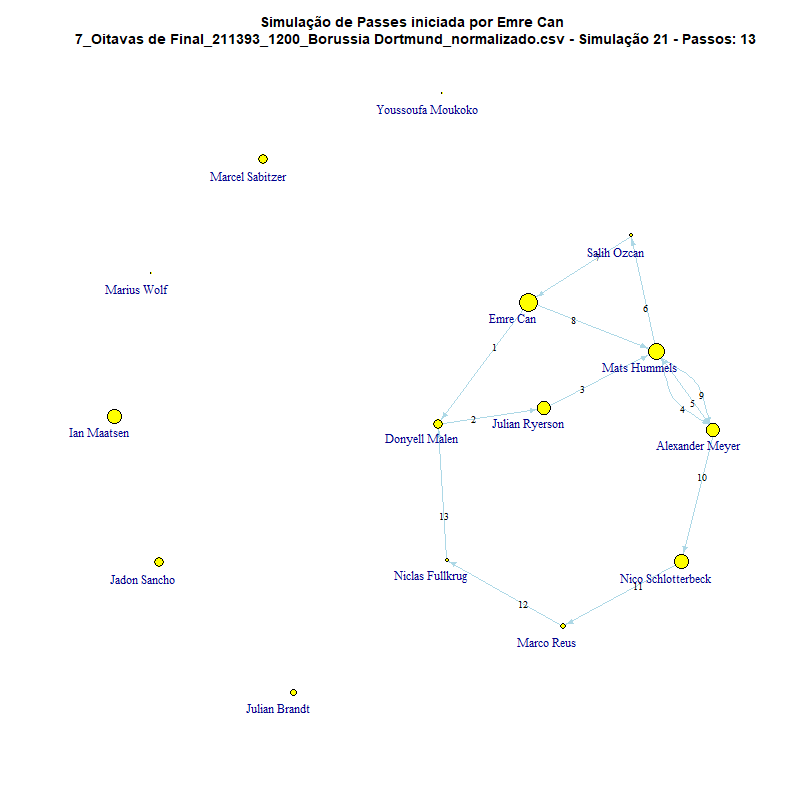 Simulação de Passes iniciada por Emre Can
7_Oitavas de Final_211393_1200_Borussia Dortmund_normalizado.csv - Simulação 21 - Passos: 13
Youssoufa Moukoko
Marcel Sabitzer
Salih Ozcan
Marius Wolf
6
Emre Can
8
1
Mats Hummels
3
9
5
4
2
Julian Ryerson
Ian Maatsen
Donyell Malen
Alexander Meyer
10
13
Niclas Fullkrug
Jadon Sancho
Nico Schlotterbeck
11
12
Marco Reus
Julian Brandt